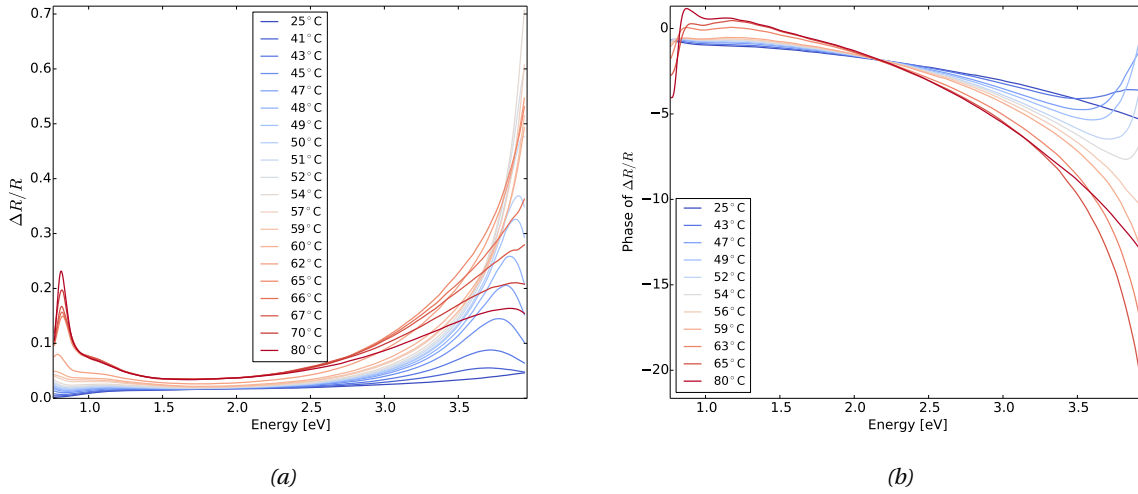 0.7
0.6
0.5
0.4
0.3
0.2
0.1
0.0
ΔR/R
25°C
41°C
43°C
45°C
47°C
48°C
49°C
50°C
51°C
52°C
54°C
57°C
59°C
60°C
62°C
65°C
66°C
67°C
70°C
80°C
1.0 1.5 2.0 2.5 3.0 3.5
Energy [eV]
(a)
0
−5
−10
−15
−20
Phase of ΔR/R
25°C
43°C
47°C
49°C
52°C
54°C
56°C
59°C
63°C
65°C
80°C
1.0 1.5 2.0 2.5 3.0 3.5
Energy [eV]
(b)